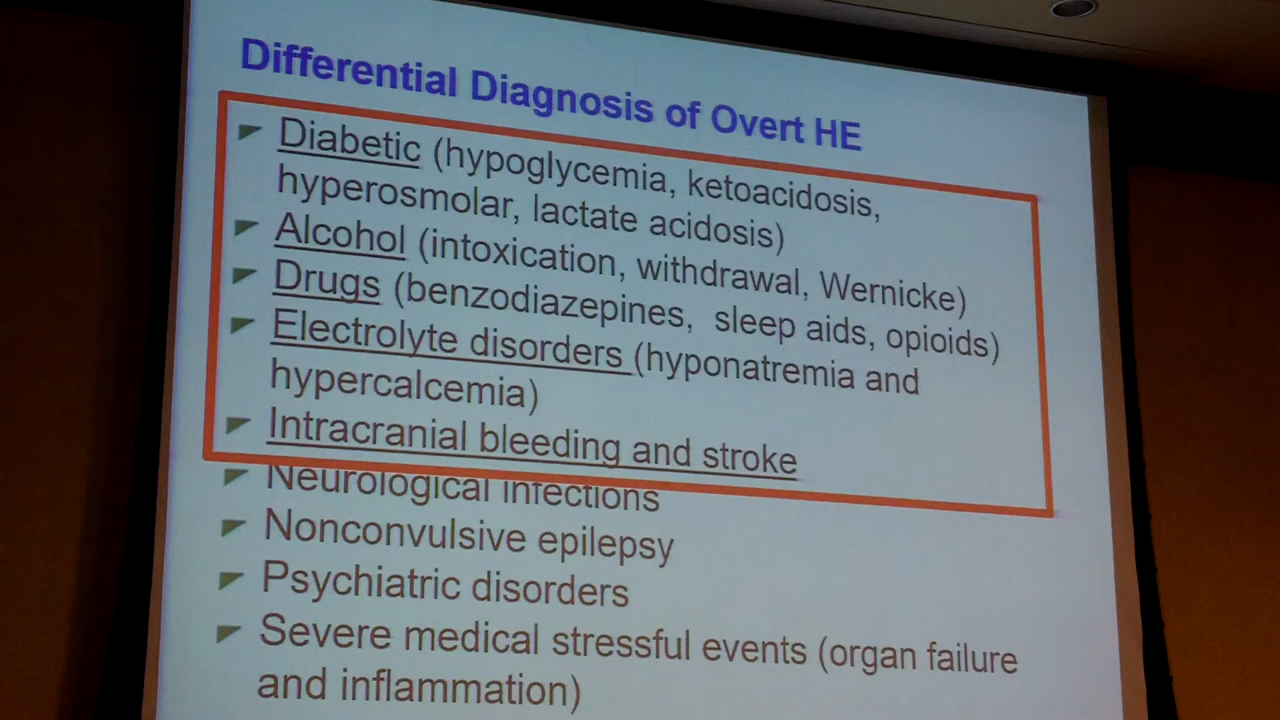 Differential Diagnosis of Overt HE
Diabetic (hypoglycemia, ketoacidosis,
hyperosmolar, lactate acidosis)
Alcohol (intoxication, withdrawal, Wernicke)
Drugs (benzodiazepines, sleep aids, opioids)
Electrolyte disorders (hyponatremia and
hypercalcemia)
Intracranial bleeding and stroke
Neurological infections
Nonconvulsive epilepsy
Psychiatric disorders
Severe medical stressful events (organ failure
and inflammation)